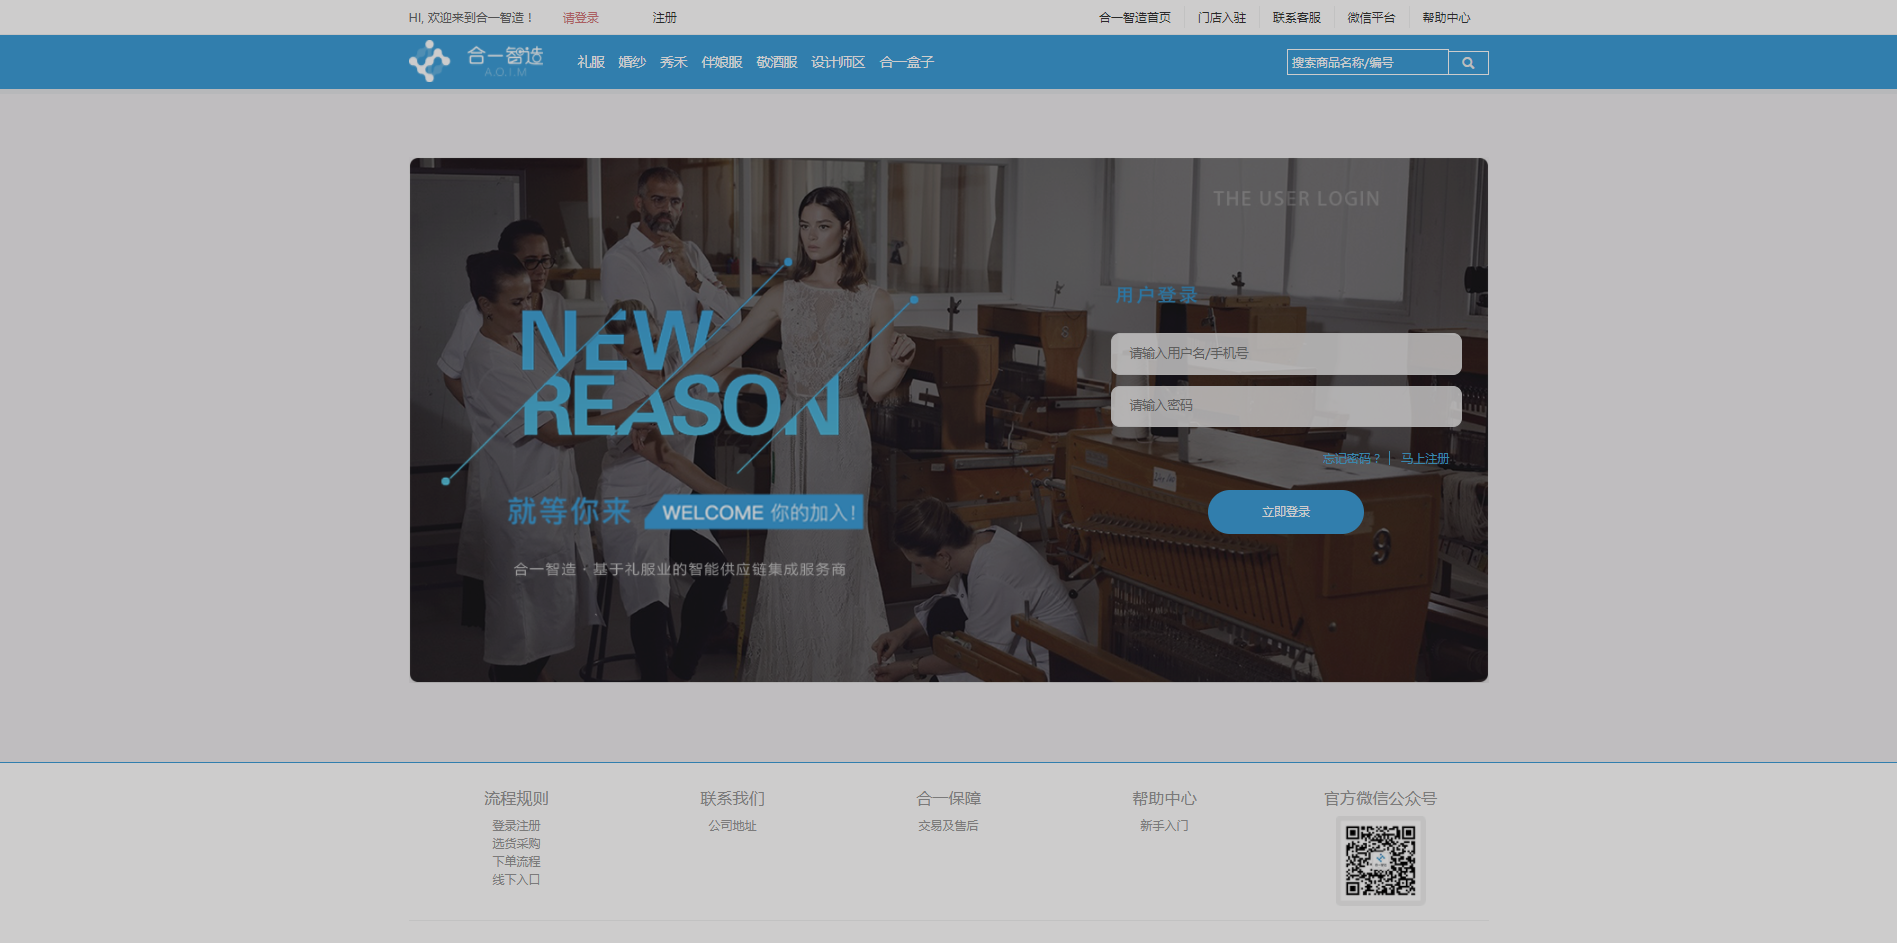 HI, 欢迎来到合一智造！ 请登录 注册 合一智造首页 门店入驻 联系客服 微信平台 帮助中心
合一智造 礼服 婚纱 秀禾 伴娘服 敬酒服 设计师区 合一盒子 搜索商品名称/编号
A.O.I.M
THE USER LOGIN
用户登录
NEW
REASON
请输入用户名/手机号
请输入密码
忘记密码？ 马上注册
就等你来 WELCOME 你的加入!
立即登录
合一智造 · 基于礼服业的智能供应链集成服务商
流程规则
登录注册
选货采购
下单流程
线下入口
联系我们
公司地址
合一保障
交易及售后
帮助中心
新手入门
官方微信公众号